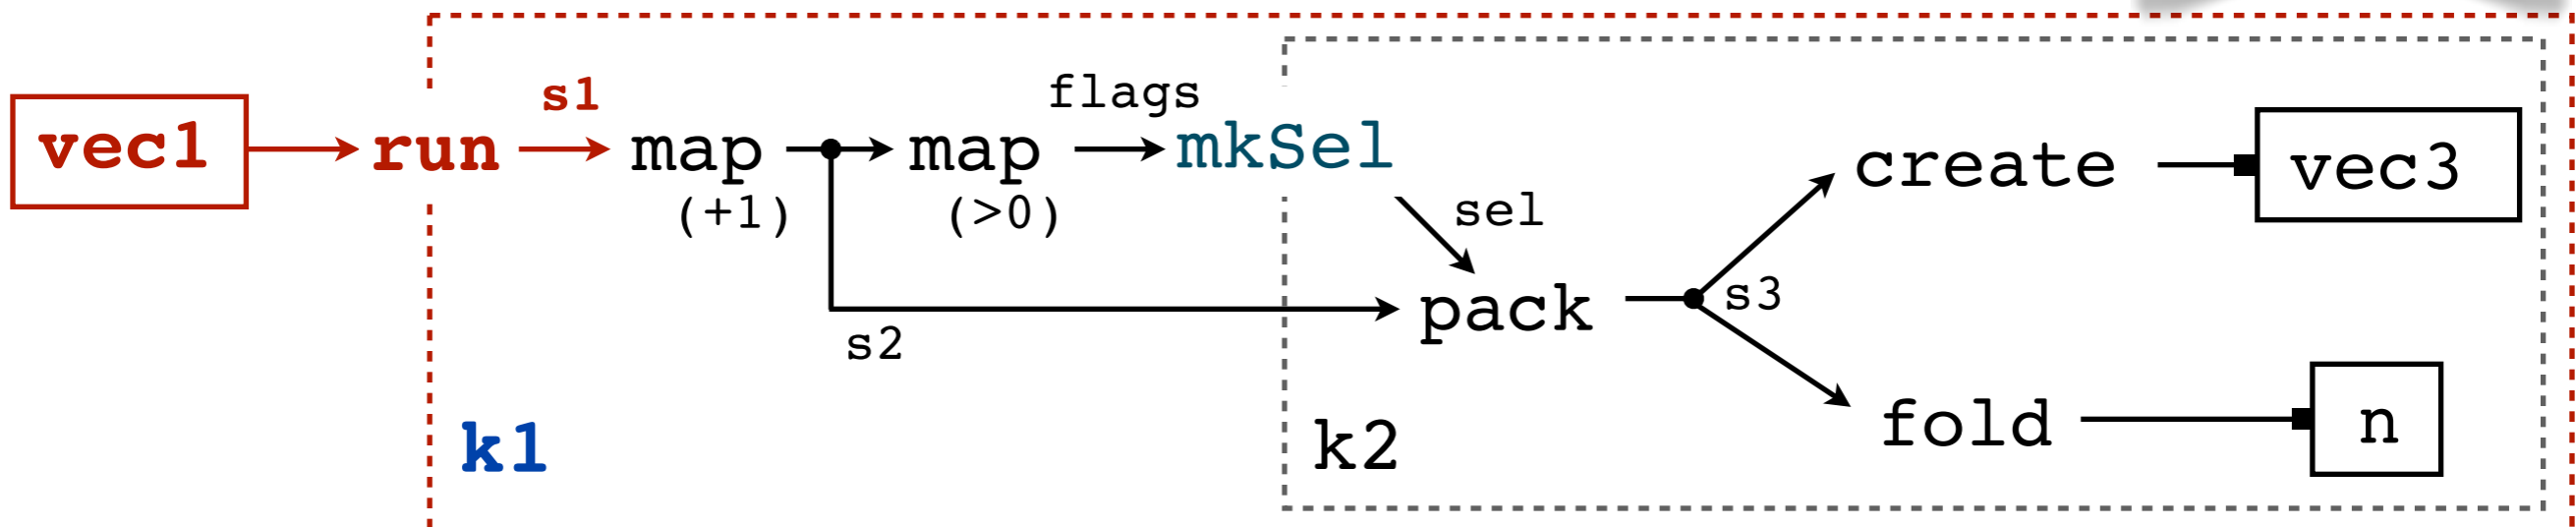 s1
flags
vec1
run
map
map
mkSel
create
vec3
(+1)
(>0)
sel
s3
pack
s2
k1
k2
fold
n